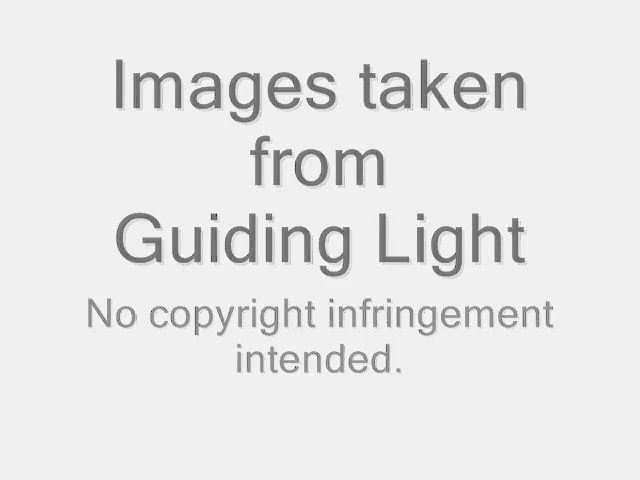 Images taken
from
Guiding Light
No copyright infringement
intended.